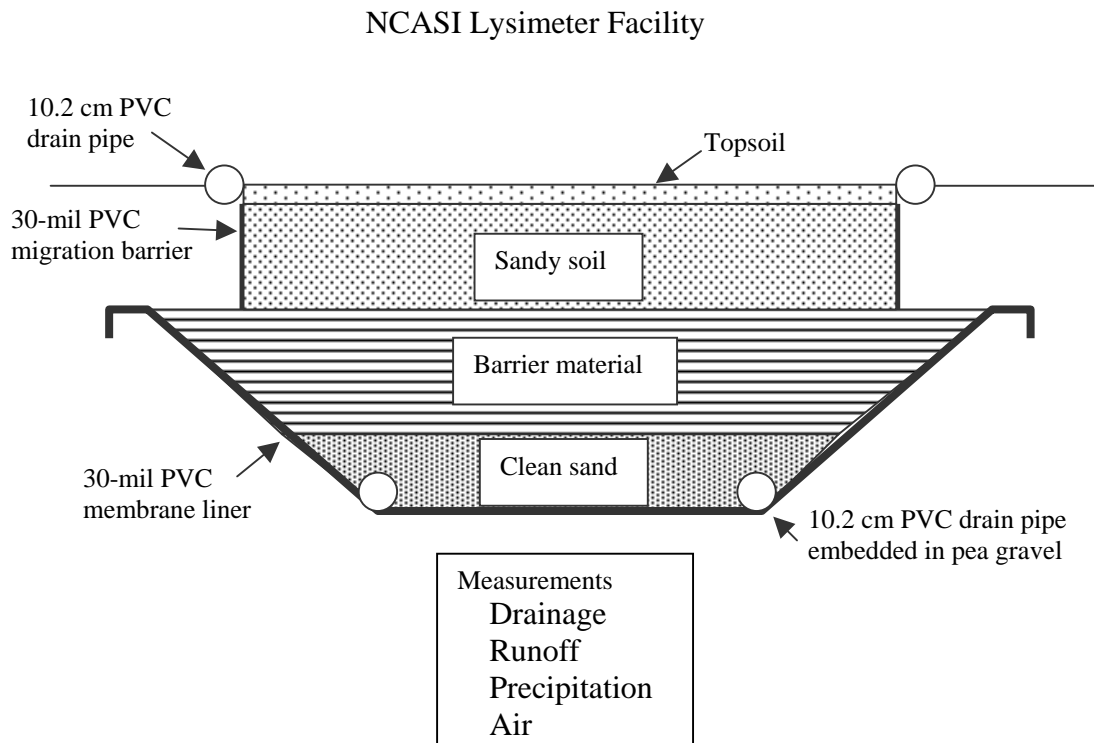 NCASI Lysimeter Facility
10.2 cm PVC
drain pipe
Topsoil
30-mil PVC
migration barrier
Sandy soil
Barrier material
Clean sand
30-mil PVC
membrane liner
10.2 cm PVC drain pipe
embedded in pea gravel
Measurements
Drainage
Runoff
Precipitation
Air